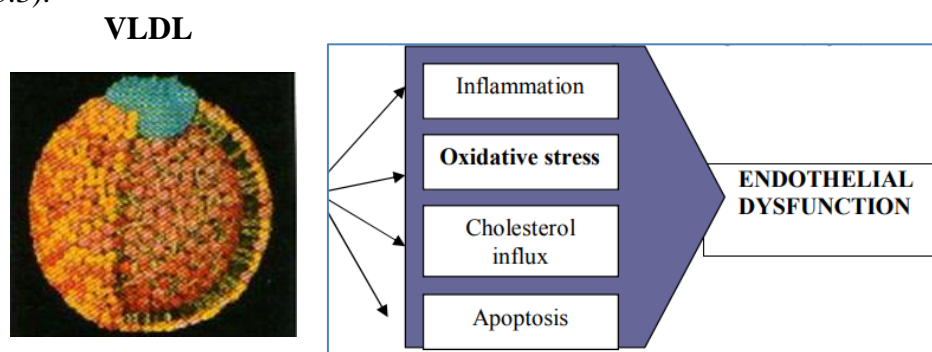 VLDL
Inflammation
Oxidative stress
Cholesterol
influx
Apoptosis
ENDOTHELIAL
DYSFUNCTION